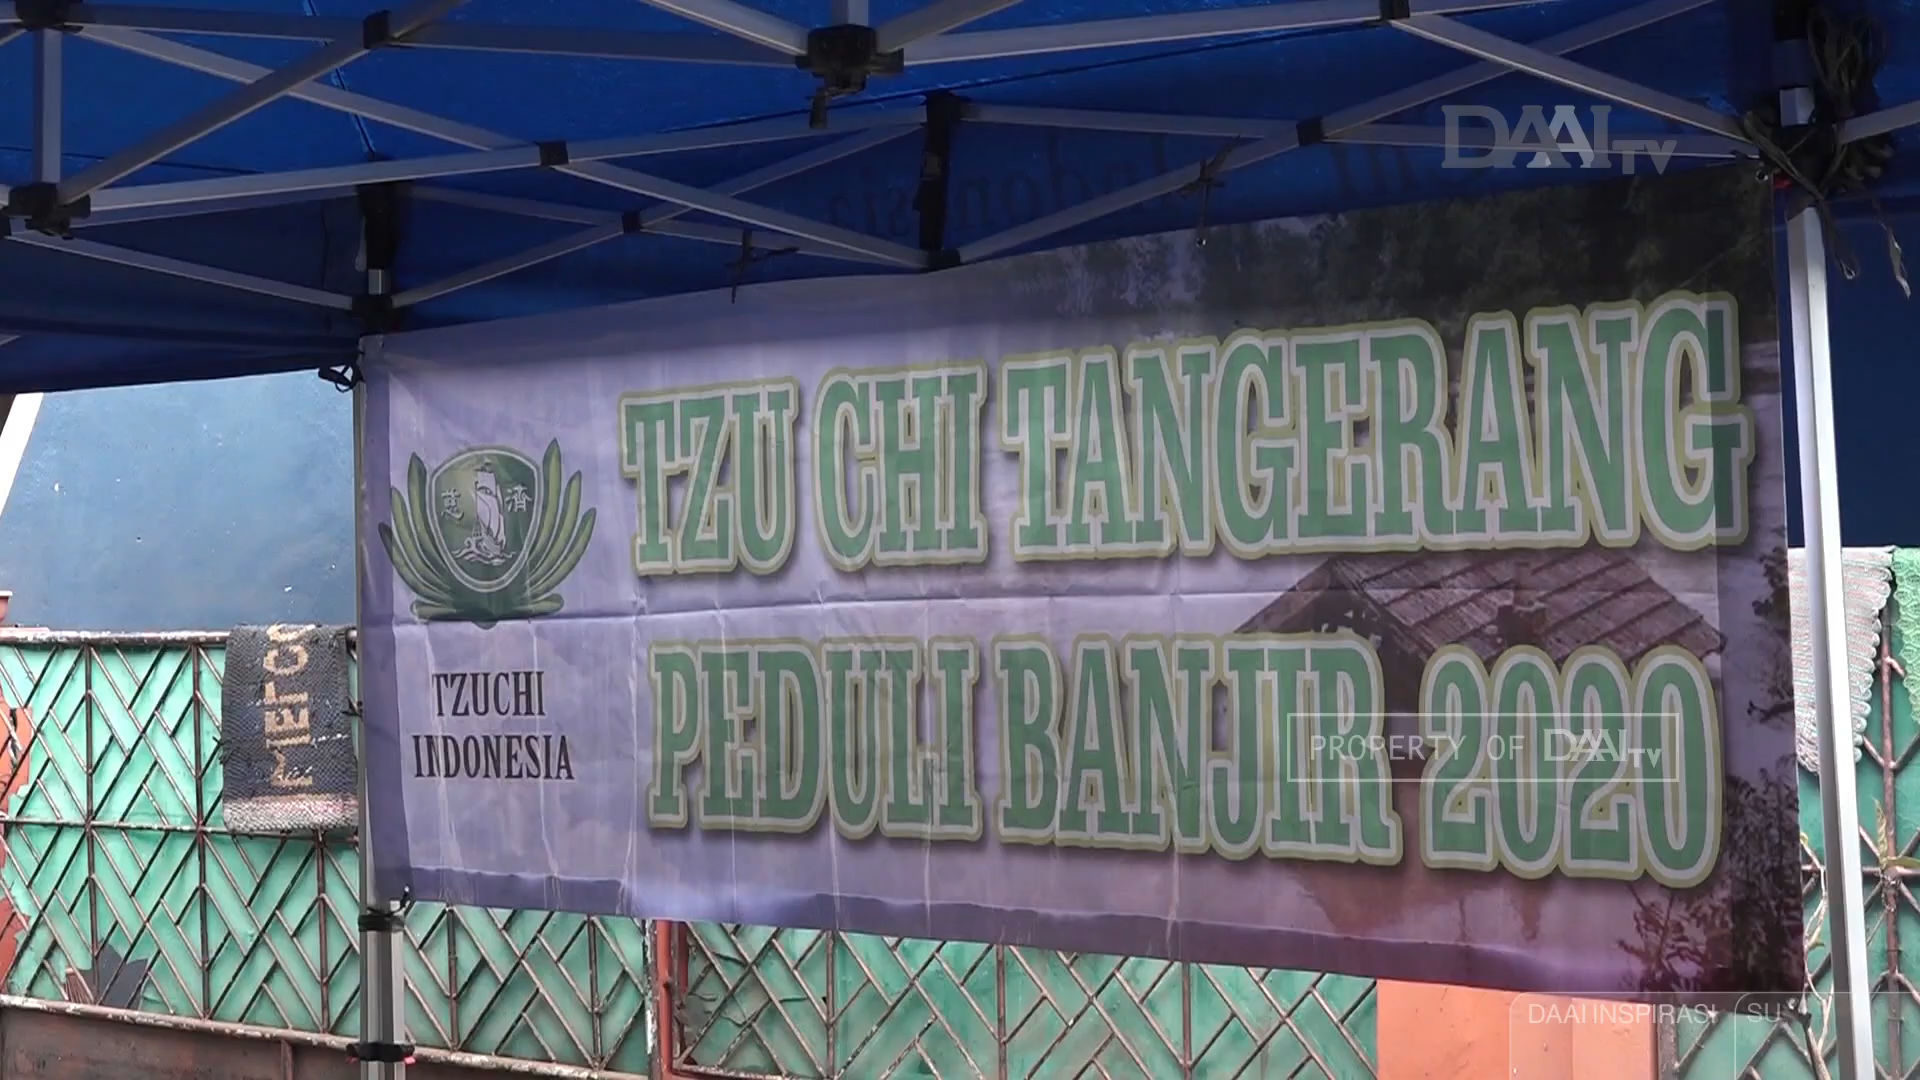 DAAI TV
TZU CHI TANGERANG
慈濟
TZUCHI
INDONESIA
PEDULI BANJIR 2020
PROPERTY OF DAAI TV
DAAI INSPIRASI